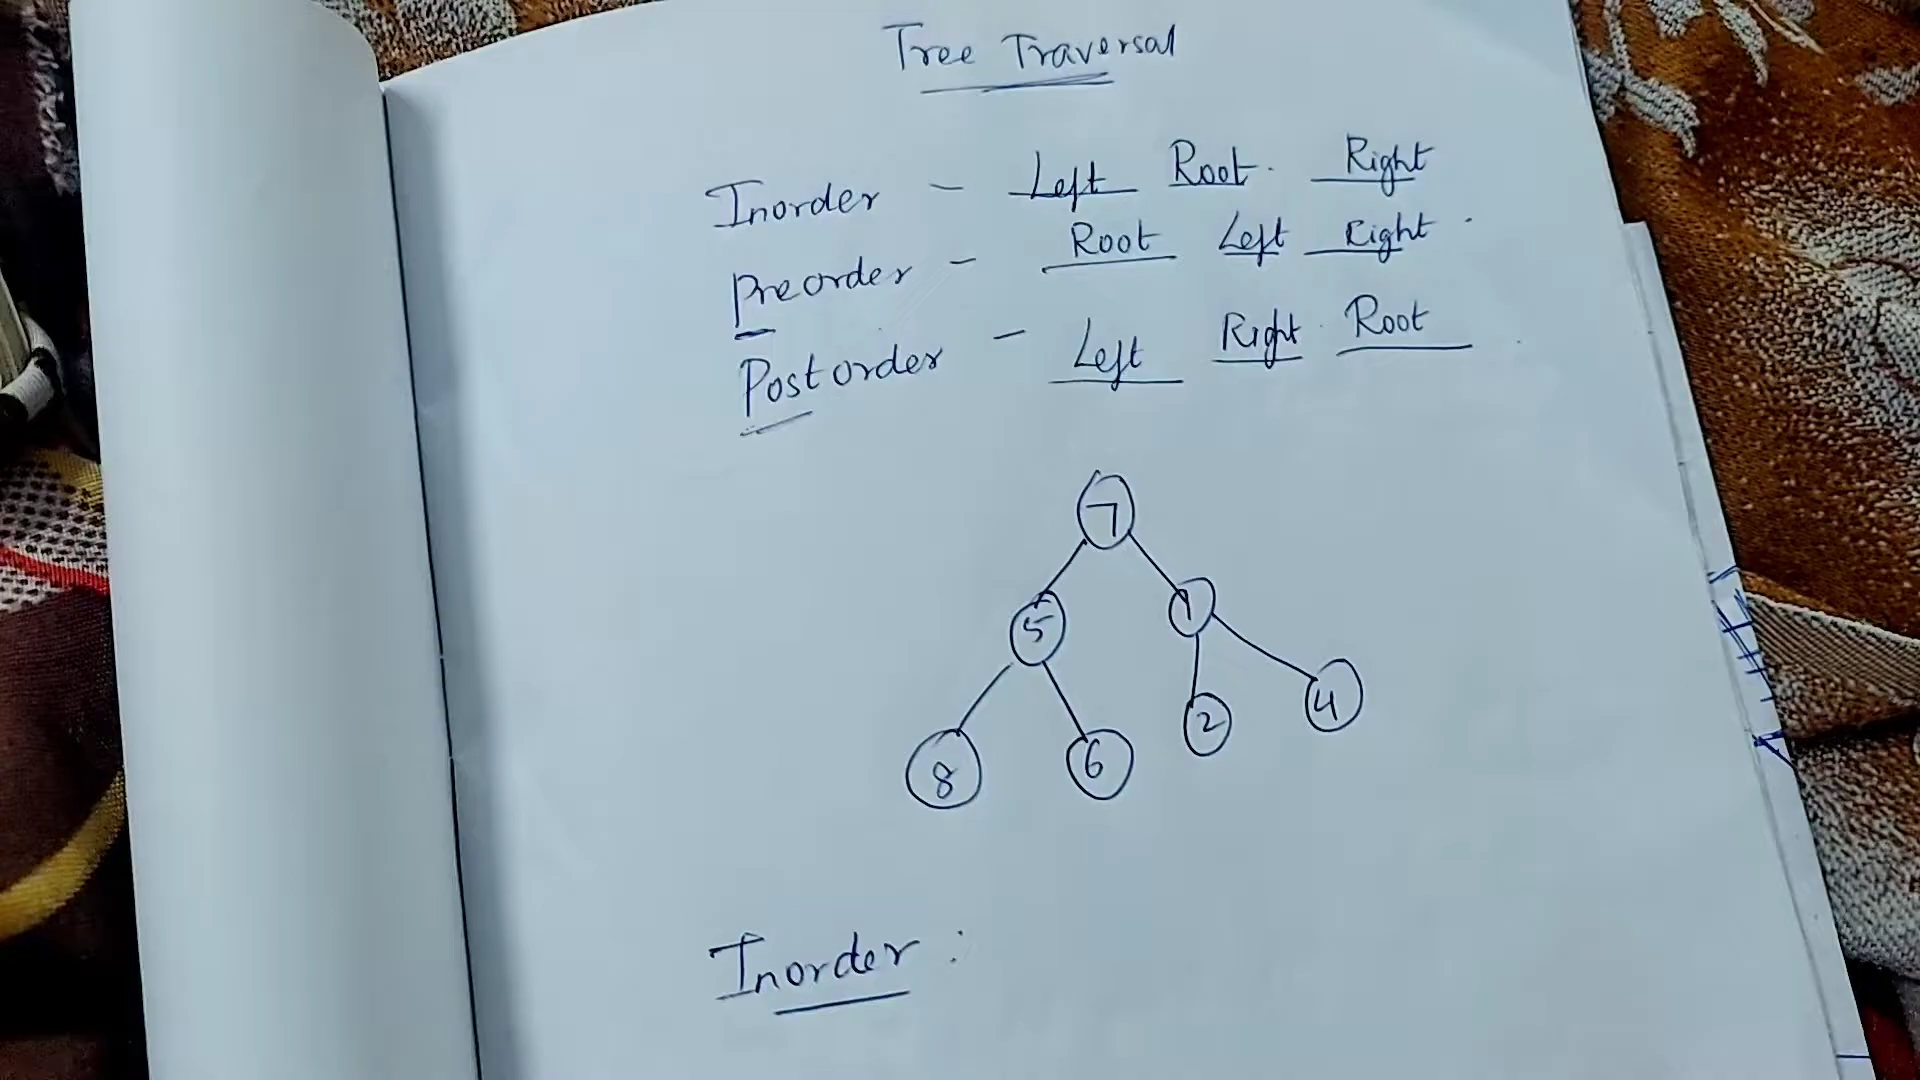 Tree Traversal
Inorder - Left Root Right
Preorder - Root Left Right
Postorder - Left Right Root
7
5 1
8 6 2 4
Inorder :